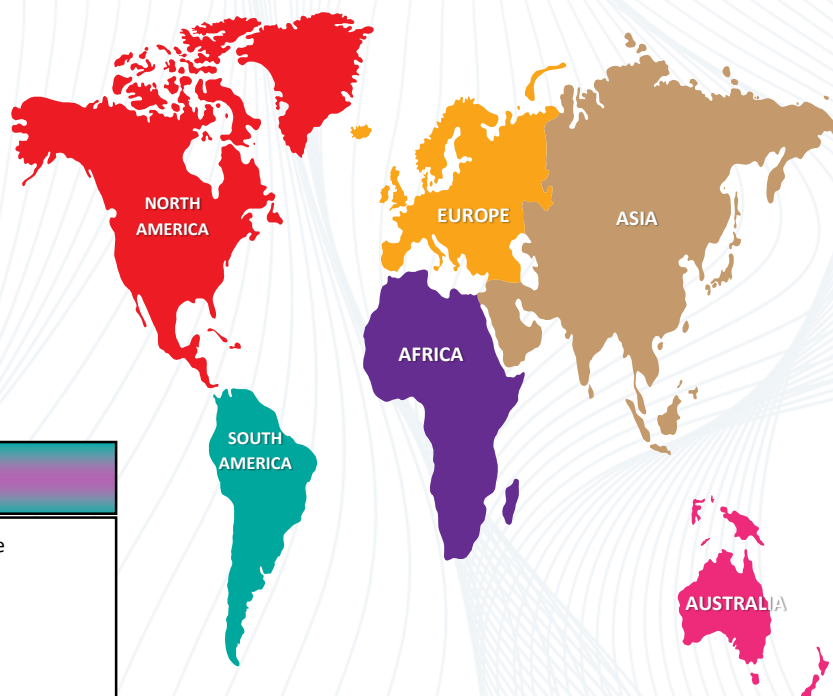 NORTH
AMERICA
EUROPE
ASIA
AFRICA
SOUTH
AMERICA
e
AUSTRALIA